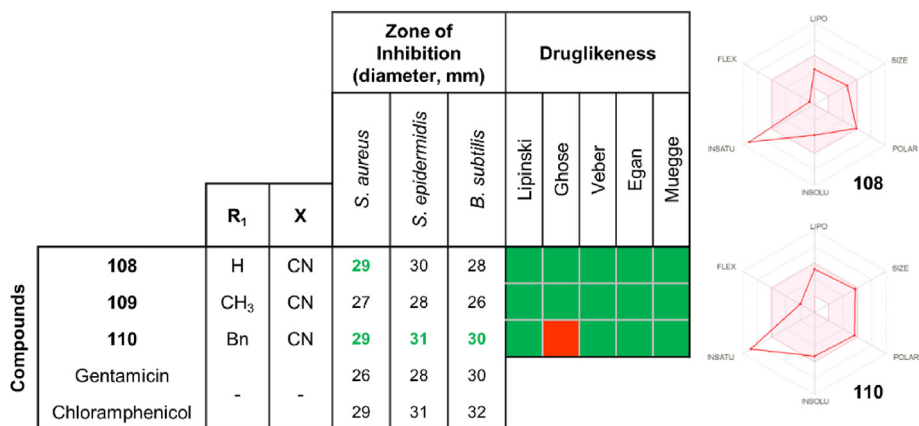 Zone of
Inhibition
(diameter, mm)
Druglikeness
R1
X
S. aureus
S. epidermidis
B. subtillis
Lipinski
Ghose
Veber
Egan
Muegge
Compounds
108 H CN 29 30 28
109 CH3 CN 27 28 26
110 Bn CN 29 31 30
Gentamicin - - 26 28 30
Chloramphenicol 29 31 32
LIPO
FLEX SIZE
INSATU POLAR
INSOLU
108
LIPO
FLEX SIZE
INSATU POLAR
INSOLU
110